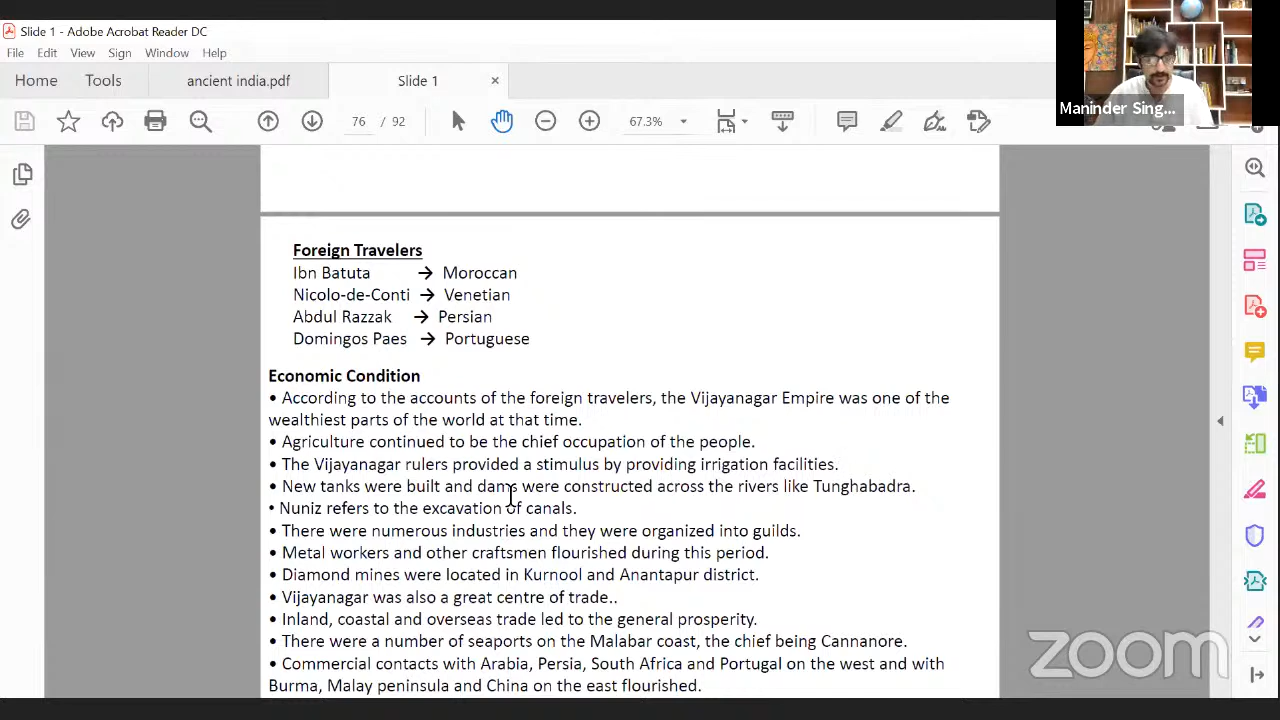 Slide 1 - Adobe Acrobat Reader DC
File Edit View Sign Window Help
Home Tools ancient india.pdf Slide 1 ×
76 / 92 67.3%
Maninder Sing...
Foreign Travelers
Ibn Batuta → Moroccan
Nicolo-de-Conti → Venetian
Abdul Razzak → Persian
Domingos Paes → Portuguese
Economic Condition
• According to the accounts of the foreign travelers, the Vijayanagar Empire was one of the
wealthiest parts of the world at that time.
• Agriculture continued to be the chief occupation of the people.
• The Vijayanagar rulers provided a stimulus by providing irrigation facilities.
• New tanks were built and dams were constructed across the rivers like Tunghabadra.
• Nuniz refers to the excavation of canals.
• There were numerous industries and they were organized into guilds.
• Metal workers and other craftsmen flourished during this period.
• Diamond mines were located in Kurnool and Anantapur district.
• Vijayanagar was also a great centre of trade..
• Inland, coastal and overseas trade led to the general prosperity.
• There were a number of seaports on the Malabar coast, the chief being Cannanore.
• Commercial contacts with Arabia, Persia, South Africa and Portugal on the west and with
Burma, Malay peninsula and China on the east flourished.
zoom